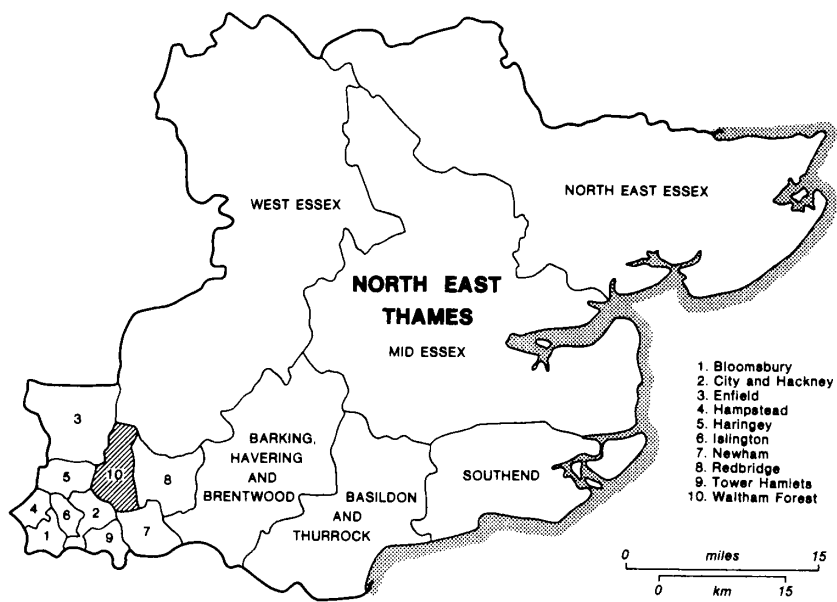 WEST ESSEX
NORTH EAST ESSEX
NORTH EAST
THAMES
MID ESSEX
1. Bloomsbury
2. City and Hackney
3. Enfield
4. Hampstead
5. Haringey
6. Islington
7. Newham
8. Redbridge
9. Tower Hamlets
10. Waltham Forest
3
BARKING,
HAVERING
AND
BRENTWOOD
5
10
8
SOUTHEND
BASILDON
AND
THURROCK
4
6
2
7
1
9
0 miles 15
0 km 15